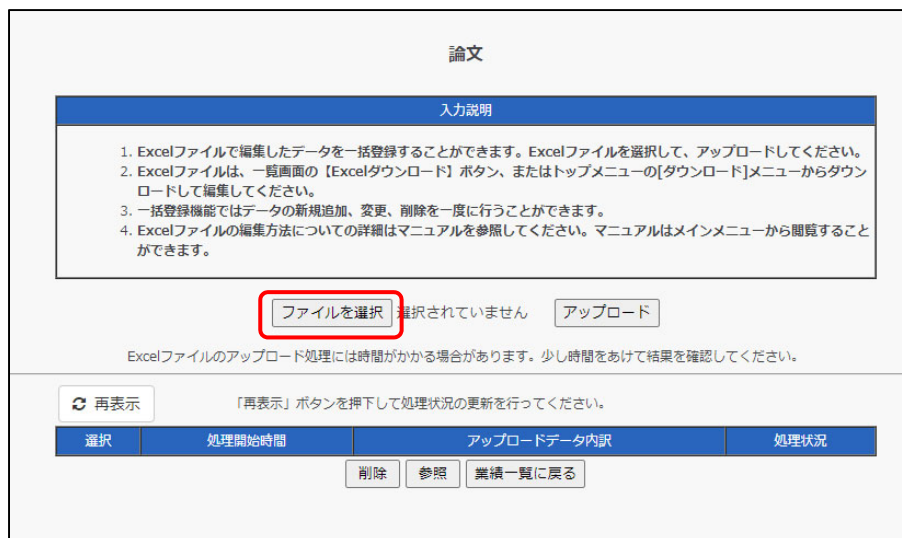 論文
入力説明
1. Excelファイルで編集したデータを一括登録することができます。Excelファイルを選択して、アップロードしてください。
2. Excelファイルは、一覧画面の【Excelダウンロード】ボタン、またはトップメニューの[ダウンロード]メニューからダウン
ロードして編集してください。
3. 一括登録機能ではデータの新規追加、変更、削除を一度に行うことができます。
4. Excelファイルの編集方法についての詳細はマニュアルを参照してください。マニュアルはメインメニューから閲覧すること
ができます。
ファイルを選択 選択されていません アップロード
Excelファイルのアップロード処理には時間がかかる場合があります。少し時間をあけて結果を確認してください。
再表示 「再表示」ボタンを押下して処理状況の更新を行ってください。
選択 処理開始時間 アップロードデータ内訳 処理状況
削除 参照 業績一覧に戻る